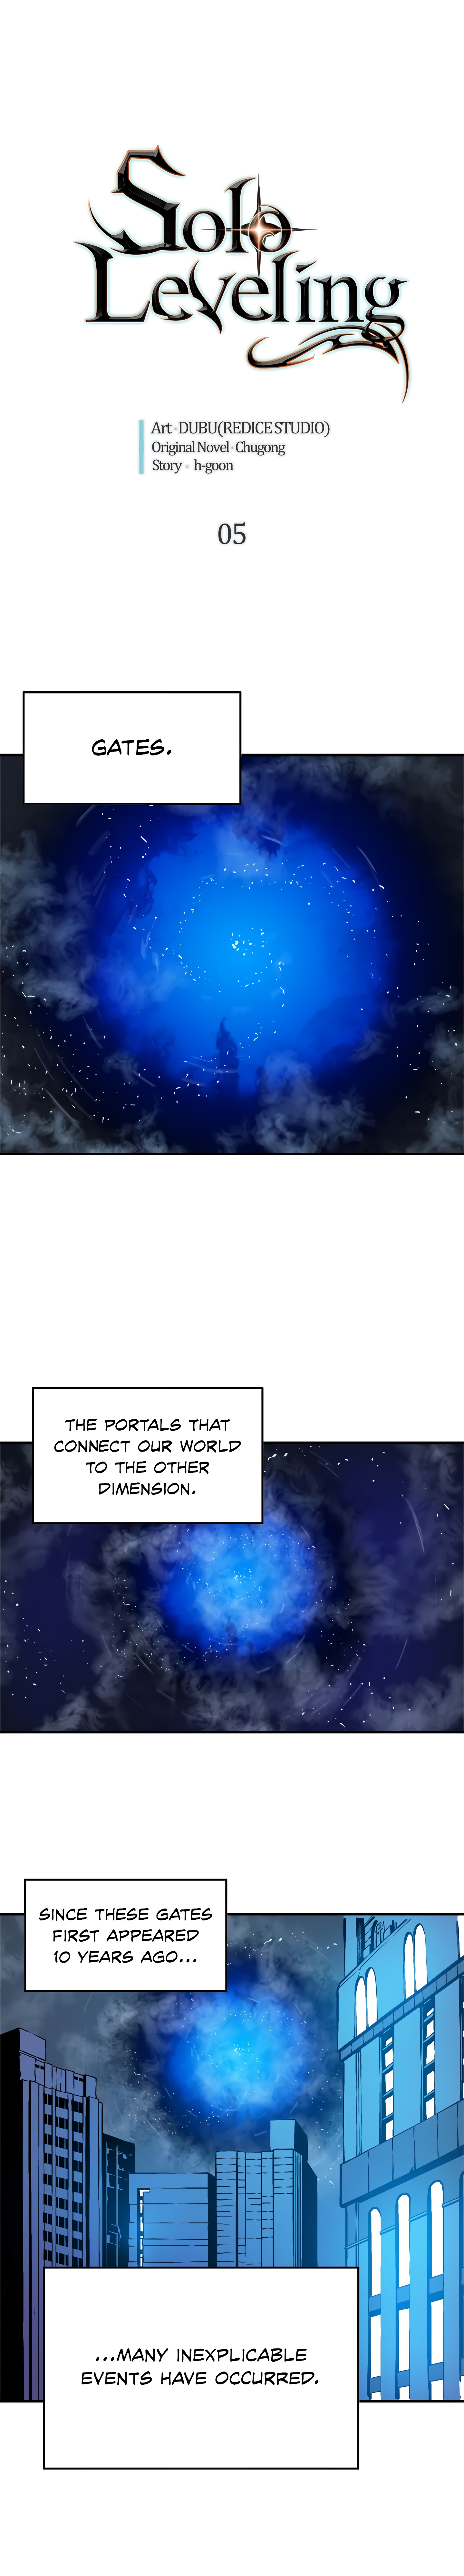 Solo
Leveling
Art · DUBU(REDICE STUDIO)
Original Novel · Chugong
Story · h-goon
05
GATES.
THE PORTALS THAT
CONNECT OUR WORLD
TO THE OTHER
DIMENSION.
SINCE THESE GATES
FIRST APPEARED
10 YEARS AGO...
...MANY INEXPLICABLE
EVENTS HAVE OCCURRED.